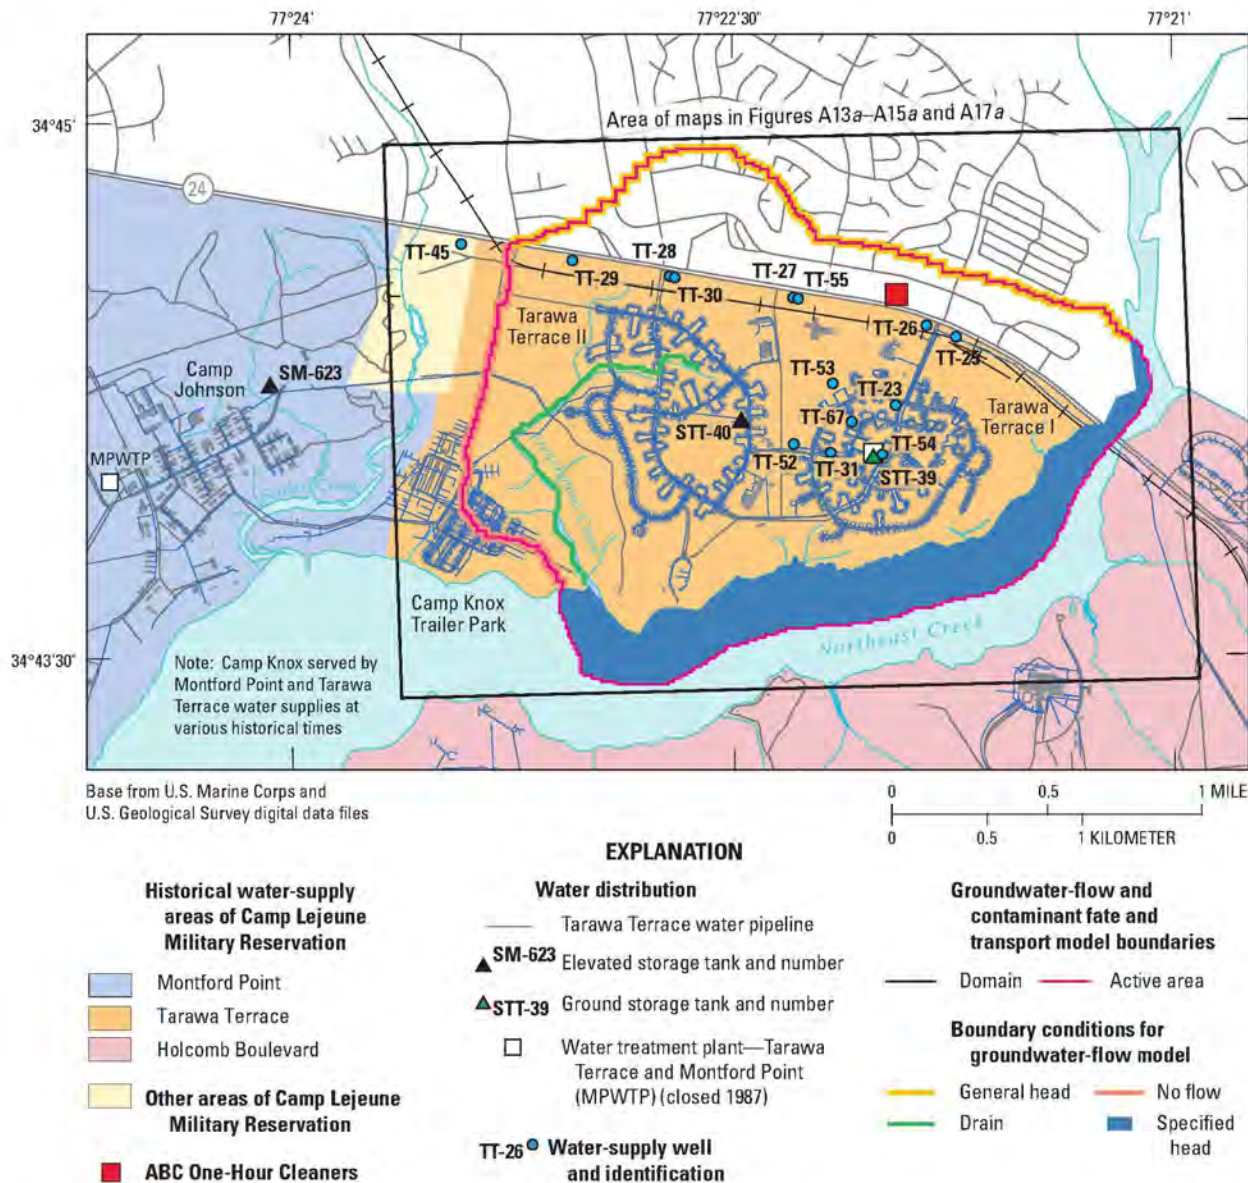 77°24'
77°22'30"
77°21'
34°45'
Area of maps in Figures A13a–A15a and A17a
24
TT-45
TT-28
TT-29
TT-30
TT-27
TT-55
Tarawa
Terrace II
TT-26
TT-25
Camp
Johnson
SM-623
TT-53
TT-23
TT-67
Tarawa
Terrace I
STT-40
TT-54
MPWTP
TT-52
TT-31
STT-39
Camp Knox
Trailer Park
Northeast Creek
34°43'30"
Note: Camp Knox served by
Montford Point and Tarawa
Terrace water supplies at
various historical times
Base from U.S. Marine Corps and
U.S. Geological Survey digital data files
0 0.5 1 MILE
0 0.5 1 KILOMETER
EXPLANATION
Historical water-supply
areas of Camp Lejeune
Military Reservation
Montford Point
Tarawa Terrace
Holcomb Boulevard
Other areas of Camp Lejeune
Military Reservation
ABC One-Hour Cleaners
Water distribution
Tarawa Terrace water pipeline
SM-623 Elevated storage tank and number
STT-39 Ground storage tank and number
Water treatment plant—Tarawa
Terrace and Montford Point
(MPWTP) (closed 1987)
TT-26 Water-supply well
and identification
Groundwater-flow and
contaminant fate and
transport model boundaries
Domain
Active area
Boundary conditions for
groundwater-flow model
General head
No flow
Drain
Specified
head